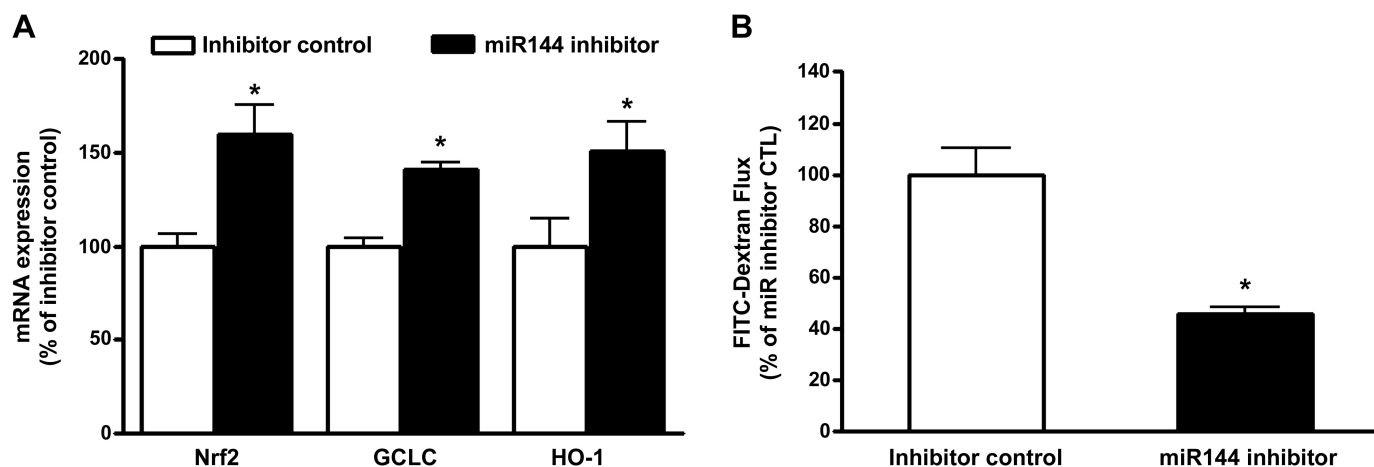 A
Inhibitor control
miR144 inhibitor
mRNA expression
(% of inhibitor control)
200
150
100
50
0
*
*
*
Nrf2
GCLC
HO-1
B
FITC-Dextran Flux
(% of miR inhibitor CTL)
140
120
100
80
60
40
20
0
*
Inhibitor control
miR144 inhibitor